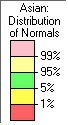 Asian:
Distribution
of Normals
99%
95%
5%
1%